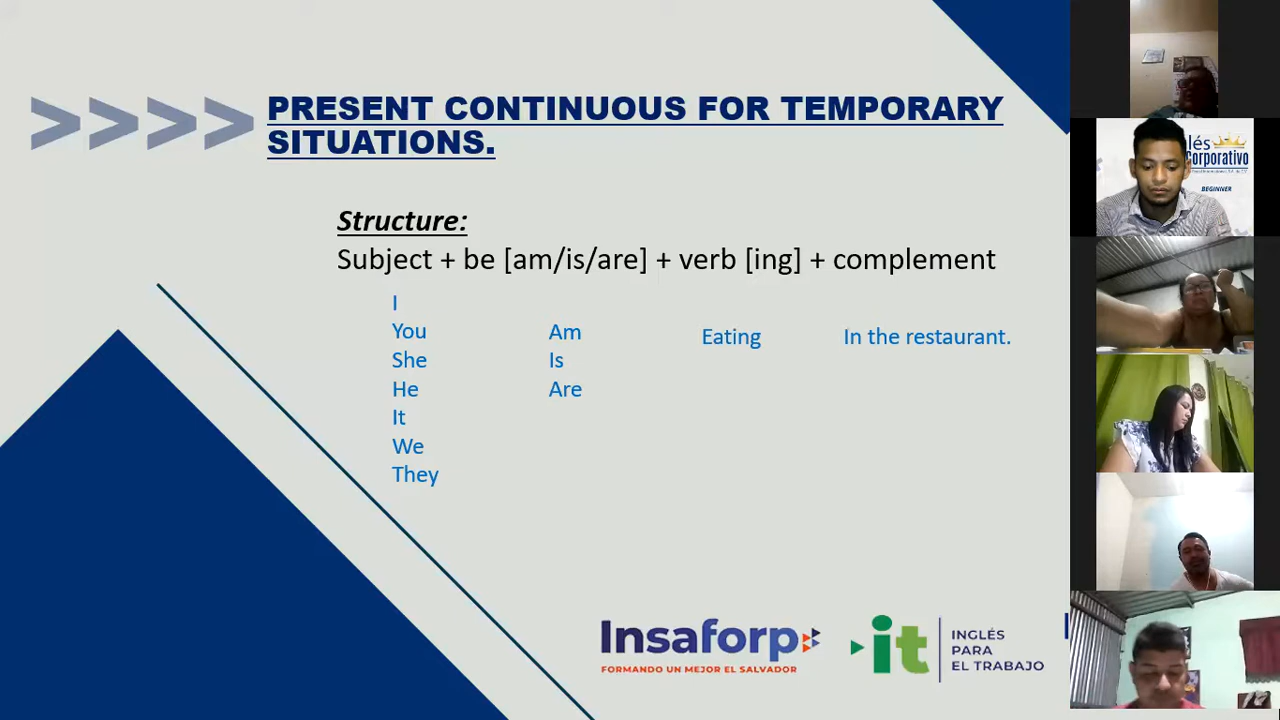 PRESENT CONTINUOUS FOR TEMPORARY
SITUATIONS.
Structure:
Subject + be [am/is/are] + verb [ing] + complement
I
You
She
He
It
We
They
Am
Is
Are
Eating
In the restaurant.
Insaforp
FORMANDO UN MEJOR EL SALVADOR
it
INGLÉS
PARA
EL TRABAJO
lés
Corporativo
BEGINNER